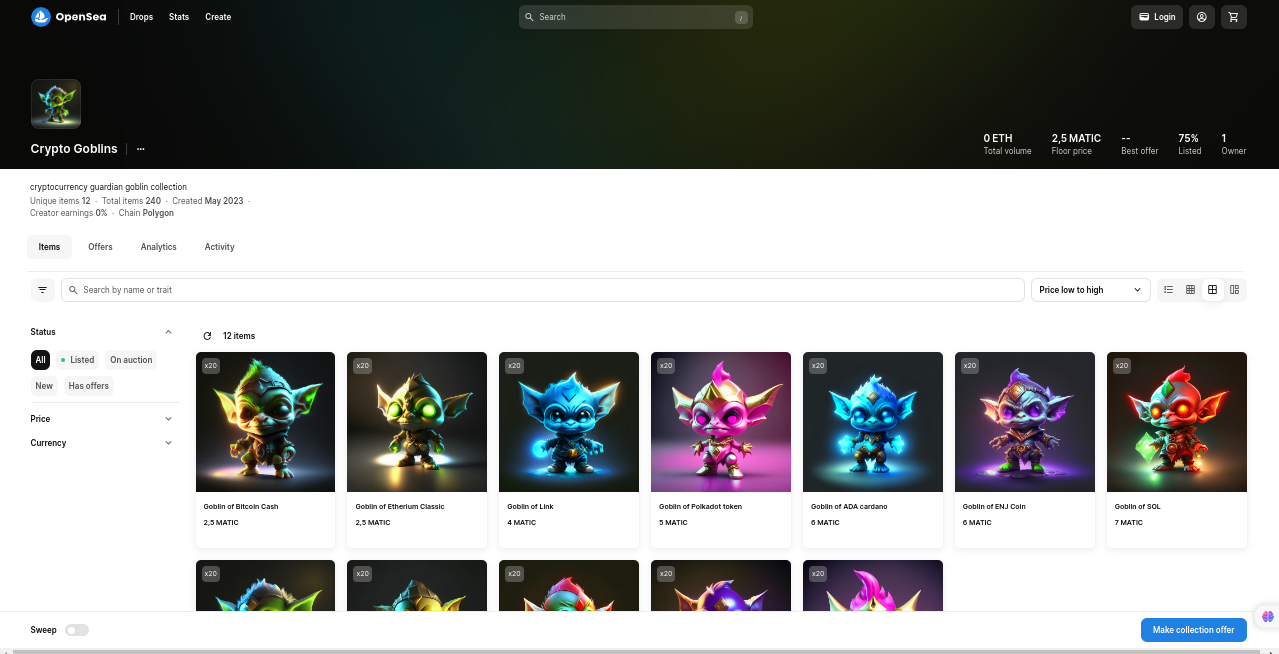 OpenSea Drops Stats Create Search / Login
Crypto Goblins ...
0 ETH 2,5 MATIC -- 75% 1
Total volume Floor price Best offer Listed Owner
cryptocurrency guardian goblin collection
Unique items 12 · Total items 240 · Created May 2023 ·
Creator earnings 0% · Chain Polygon
Items Offers Analytics Activity
Search by name or trait Price low to high
Status
12 items
All Listed On auction
New Has offers
Price
Currency
x20 x20 x20 x20 x20 x20 x20
Goblin of Bitcoin Cash Goblin of Etherium Classic Goblin of Link Goblin of Polkadot token Goblin of ADA cardano Goblin of ENJ Coin Goblin of SOL
2,5 MATIC 2,5 MATIC 4 MATIC 5 MATIC 6 MATIC 6 MATIC 7 MATIC
x20 x20 x20 x20 x20
Sweep Make collection offer